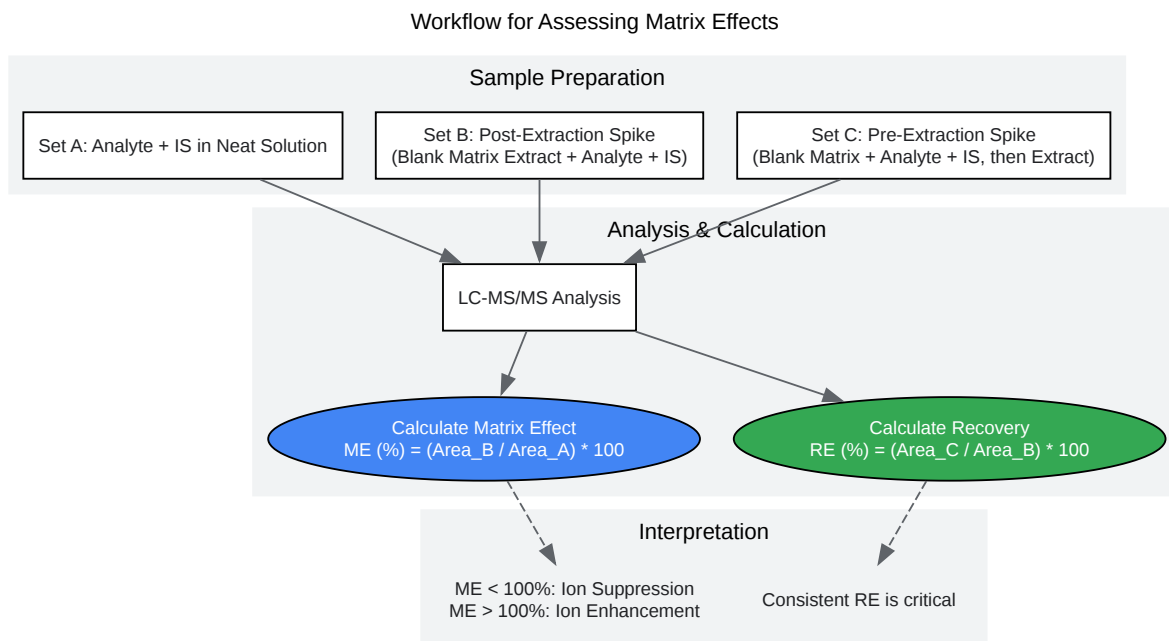 Workflow for Assessing Matrix Effects
Sample Preparation
Set A: Analyte + IS in Neat Solution
Set B: Post-Extraction Spike
(Blank Matrix Extract + Analyte + IS)
Set C: Pre-Extraction Spike
(Blank Matrix + Analyte + IS, then Extract)
Analysis & Calculation
LC-MS/MS Analysis
Calculate Matrix Effect
ME (%) = (Area_B / Area_A) * 100
Calculate Recovery
RE (%) = (Area_C / Area_B) * 100
Interpretation
ME < 100%: Ion Suppression
ME > 100%: Ion Enhancement
Consistent RE is critical